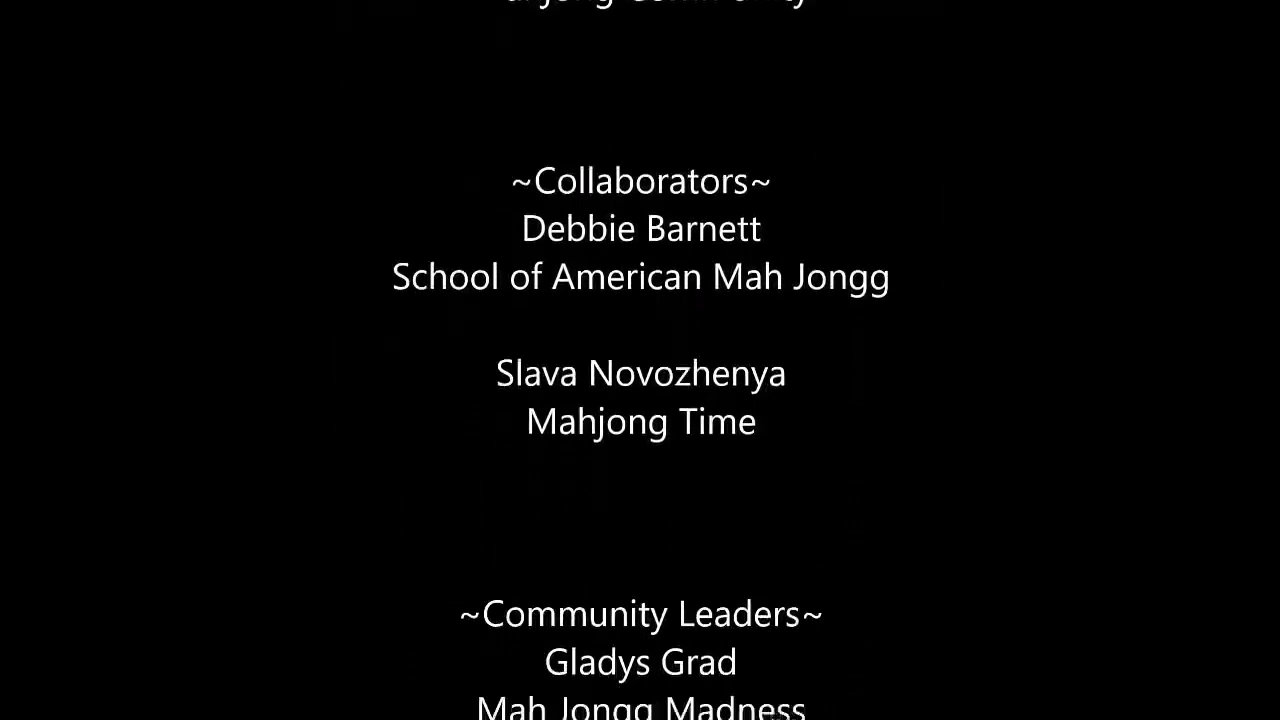 ~Collaborators~
Debbie Barnett
School of American Mah Jongg
Slava Novozhenya
Mahjong Time
~Community Leaders~
Gladys Grad
Mah Jongg Madness